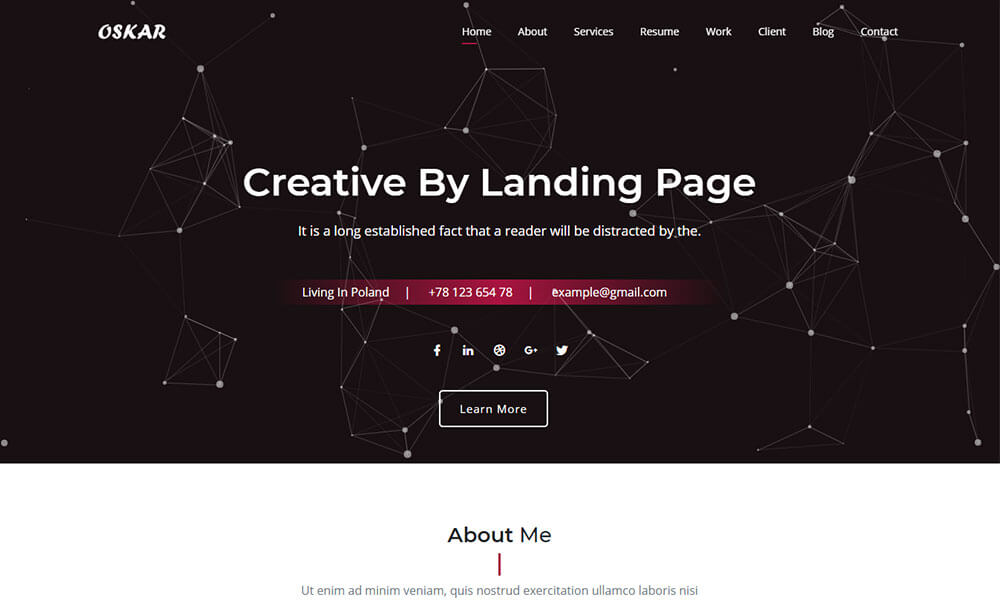 OSKAR
Home About Services Resume Work Client Blog Contact
Creative By Landing Page
It is a long established fact that a reader will be distracted by the.
Living In Poland | +78 123 654 78 | example@gmail.com
Learn More
About Me
Ut enim ad minim veniam, quis nostrud exercitation ullamco laboris nisi